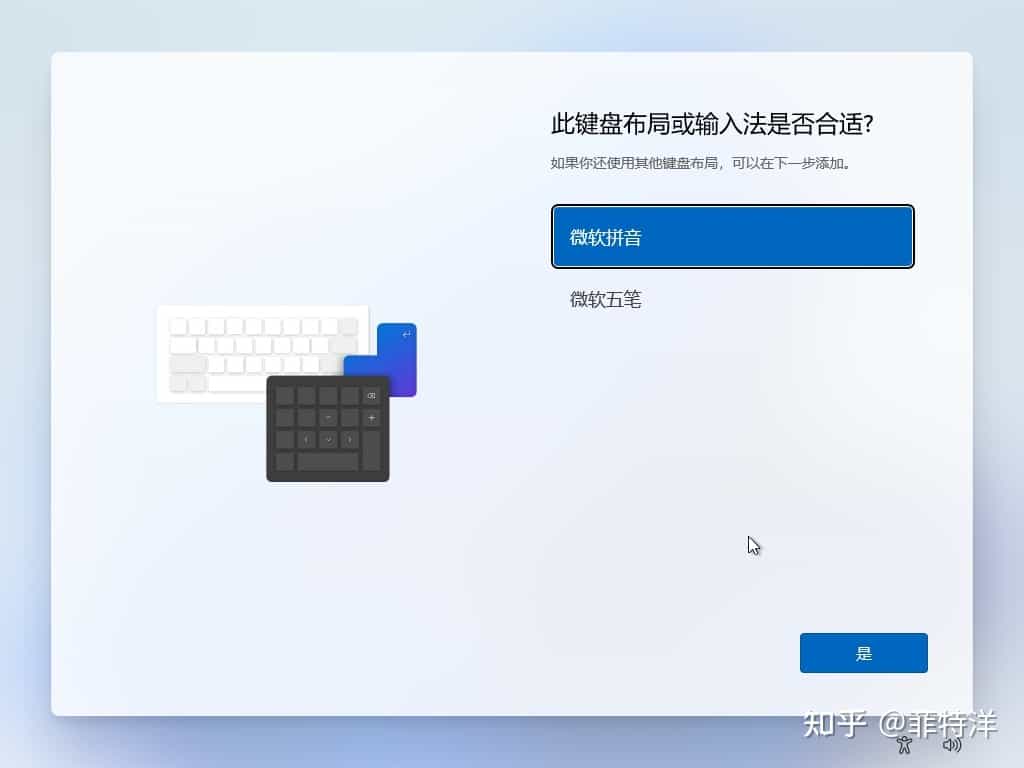 此键盘布局或输入法是否合适?
如果你还使用其他键盘布局，可以在下一步添加。
微软拼音
微软五笔
是
知乎 @菲特洋